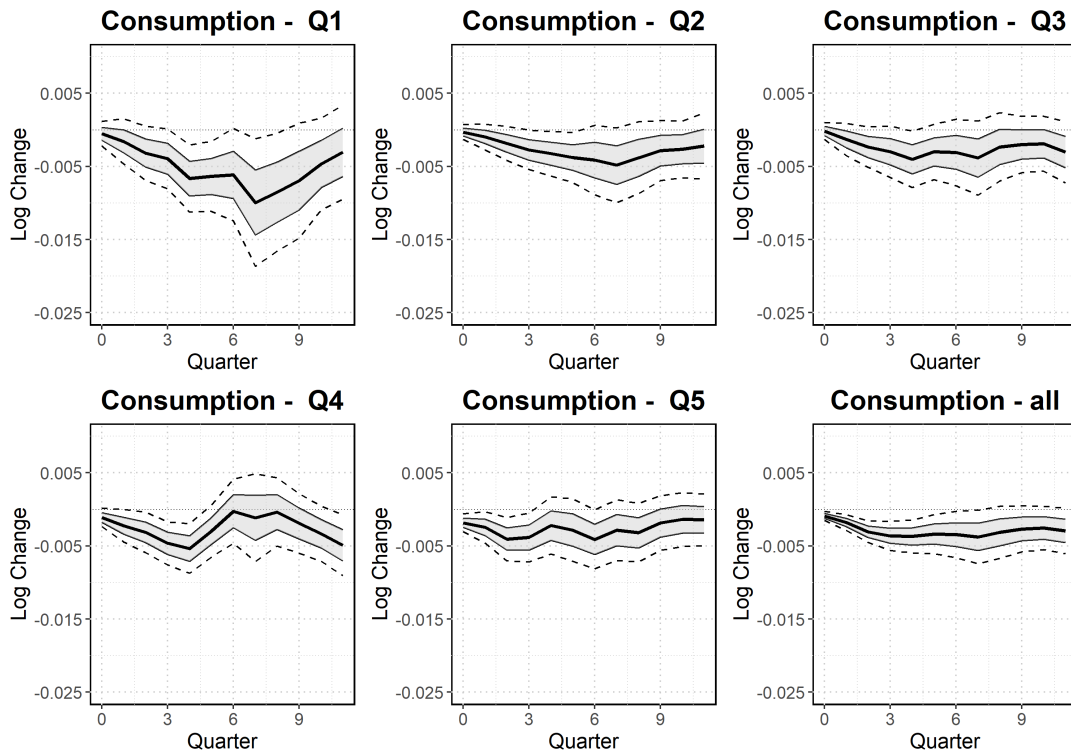 Consumption -  Q1
Consumption -  Q2
Consumption -  Q3
Log Change
0.005
-0.005
-0.015
-0.025
0 3 6 9
Quarter
Log Change
0.005
-0.005
-0.015
-0.025
0 3 6 9
Quarter
Log Change
0.005
-0.005
-0.015
-0.025
0 3 6 9
Quarter
Consumption -  Q4
Consumption -  Q5
Consumption - all
Log Change
0.005
-0.005
-0.015
-0.025
0 3 6 9
Quarter
Log Change
0.005
-0.005
-0.015
-0.025
0 3 6 9
Quarter
Log Change
0.005
-0.005
-0.015
-0.025
0 3 6 9
Quarter